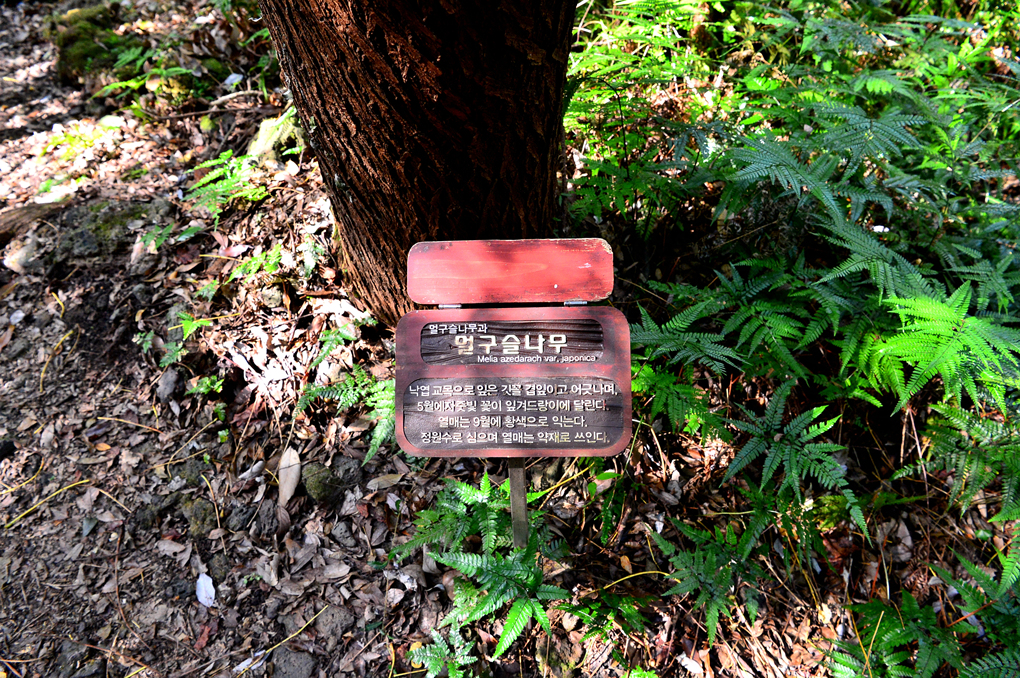 멀구슬나무과
멀구슬나무
Melia azedarach var, japonica
낙엽 교목으로 잎은 깃꼴 겹잎이고 어긋나며,
5월에자줏빛 꽃이 잎겨드랑이에 달린다.
열매는 9월에 황색으로 익는다.
정원수로 심으며 열매는 약재로 쓰인다.